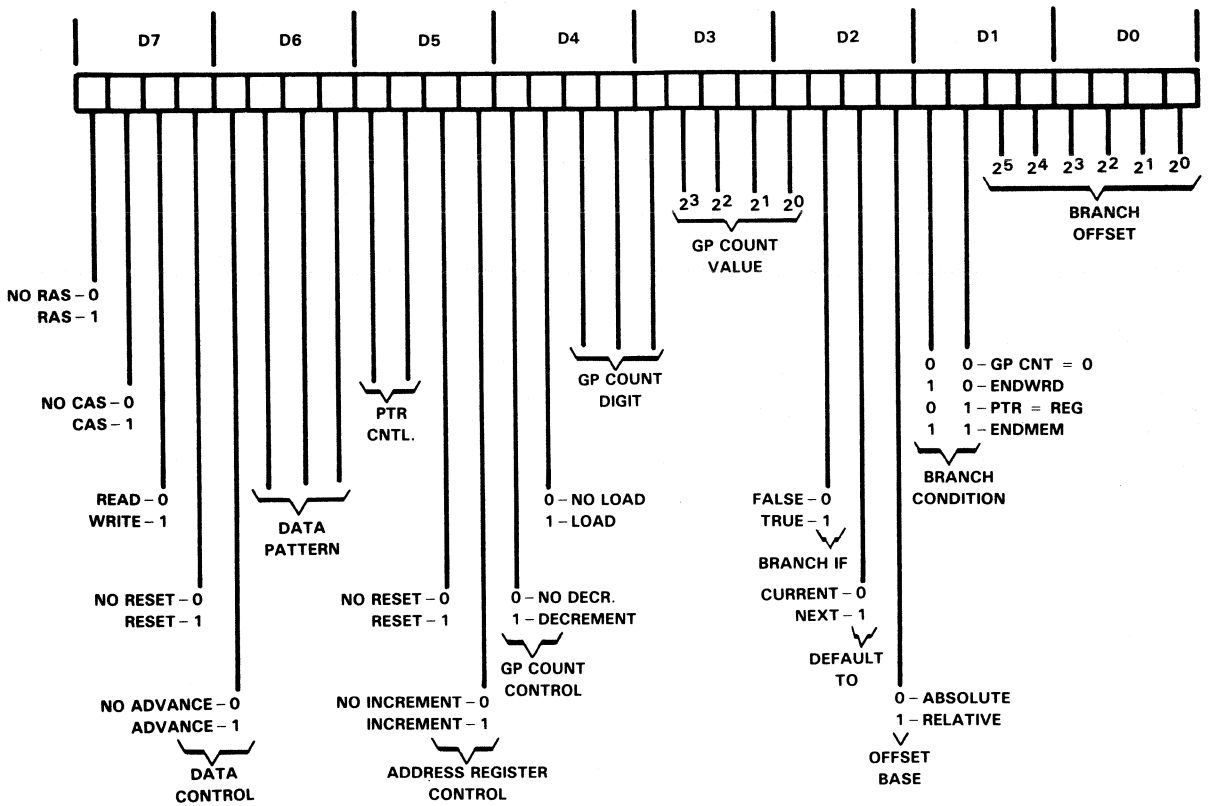 D7 D6 D5 D4 D3 D2 D1 D0
2⁵ 2⁴ 2³ 2² 2¹ 2⁰
BRANCH
OFFSET
2³ 2² 2¹ 2⁰
GP COUNT
VALUE
NO RAS – 0
RAS – 1
NO CAS – 0
CAS – 1
READ – 0
WRITE – 1
NO RESET – 0
RESET – 1
NO ADVANCE – 0
ADVANCE – 1
DATA
CONTROL
DATA
PATTERN
PTR
CNTL.
NO RESET – 0
RESET – 1
NO INCREMENT – 0
INCREMENT – 1
ADDRESS REGISTER
CONTROL
GP COUNT
DIGIT
0 – NO LOAD
1 – LOAD
0 – NO DECR.
1 – DECREMENT
GP COUNT
CONTROL
FALSE – 0
TRUE – 1
BRANCH IF
CURRENT – 0
NEXT – 1
DEFAULT
TO
0 – ABSOLUTE
1 – RELATIVE
OFFSET
BASE
0 0 – GP CNT = 0
1 0 – ENDWRD
0 1 – PTR = REG
1 1 – ENDMEM
BRANCH
CONDITION